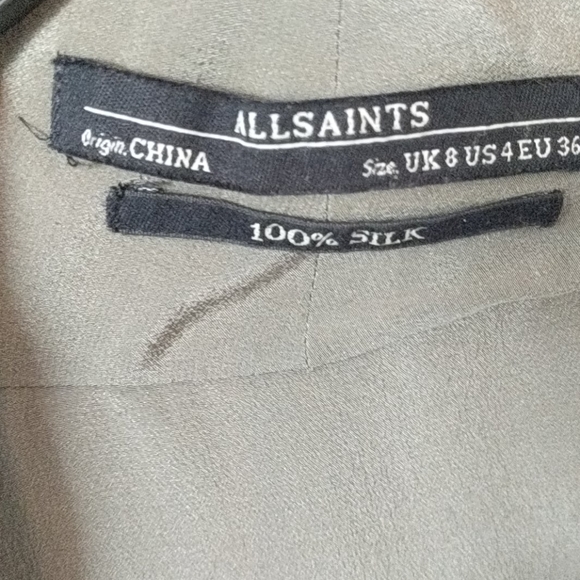 ALLSAINTS
Origin. CHINA
Size. UK 8 US 4 EU 36
100% SILK